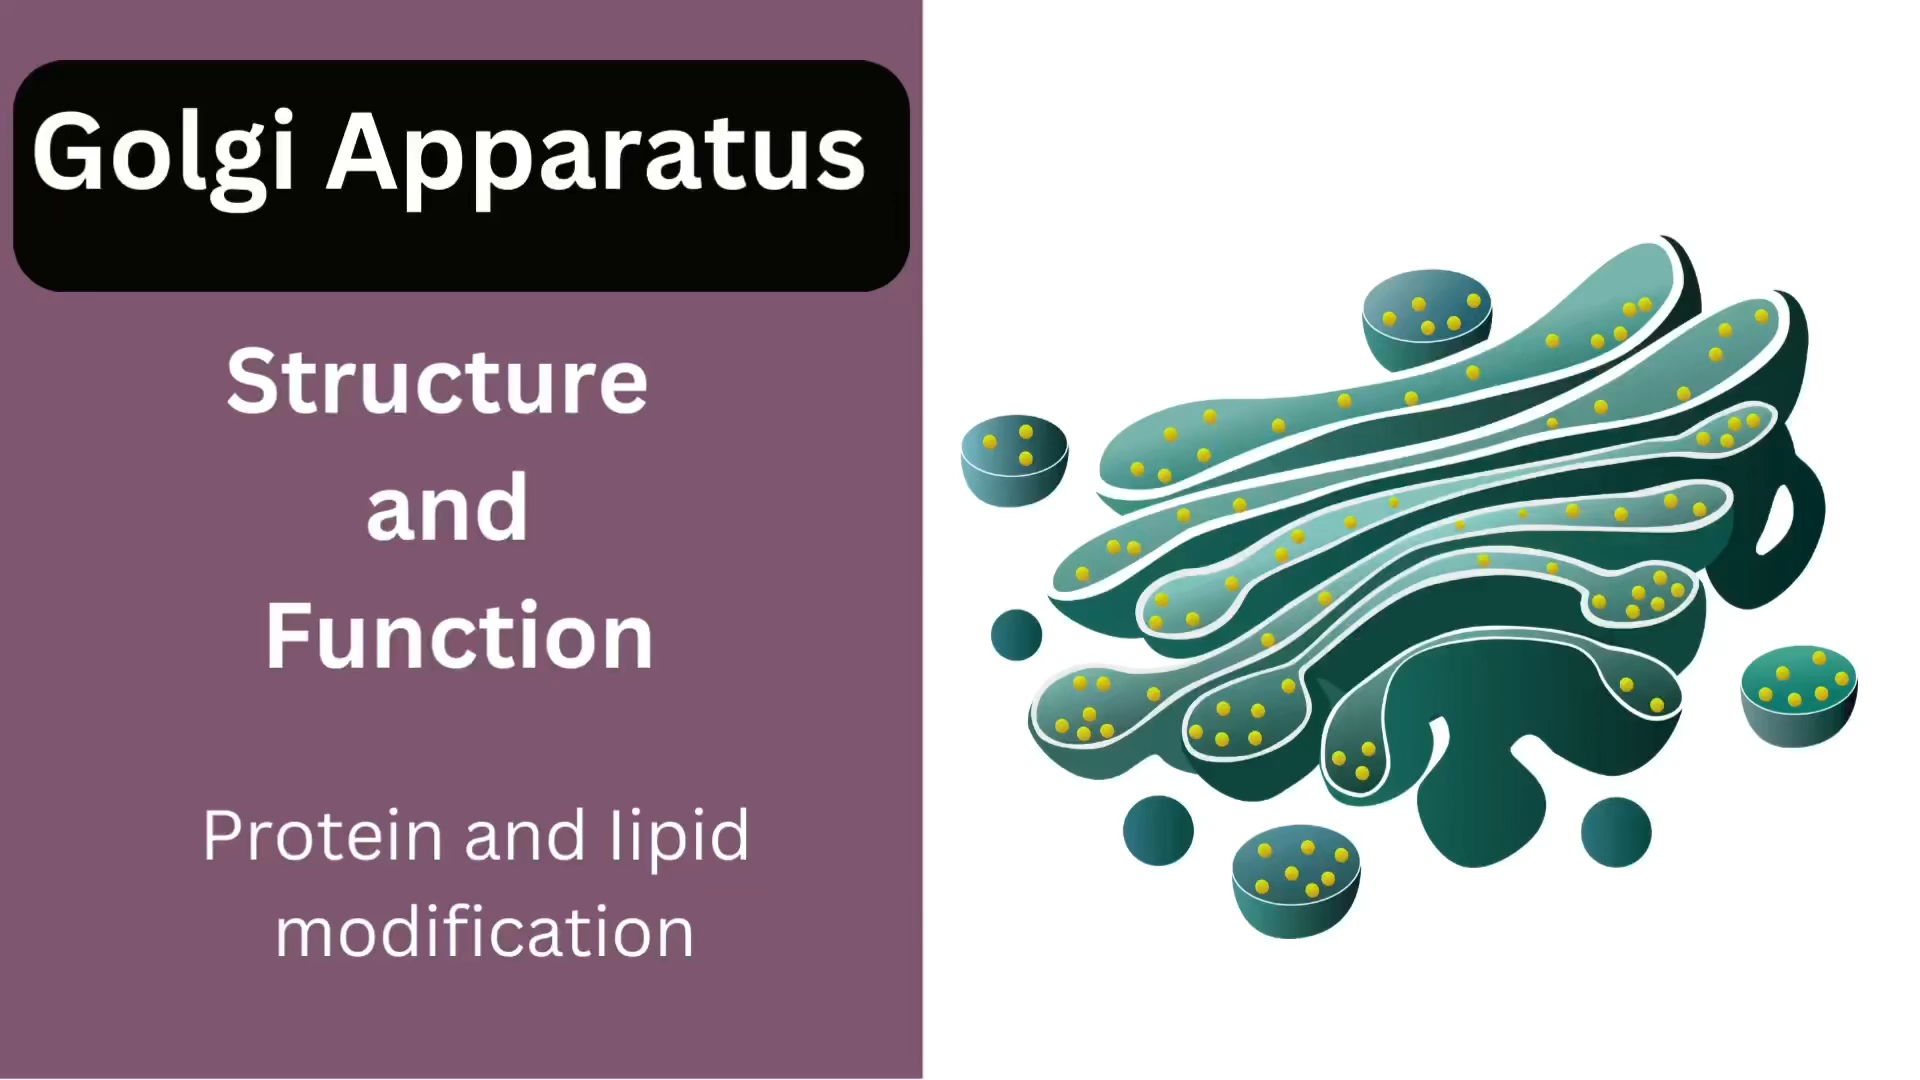 Golgi Apparatus
Structure
and
Function
Protein and lipid
modification